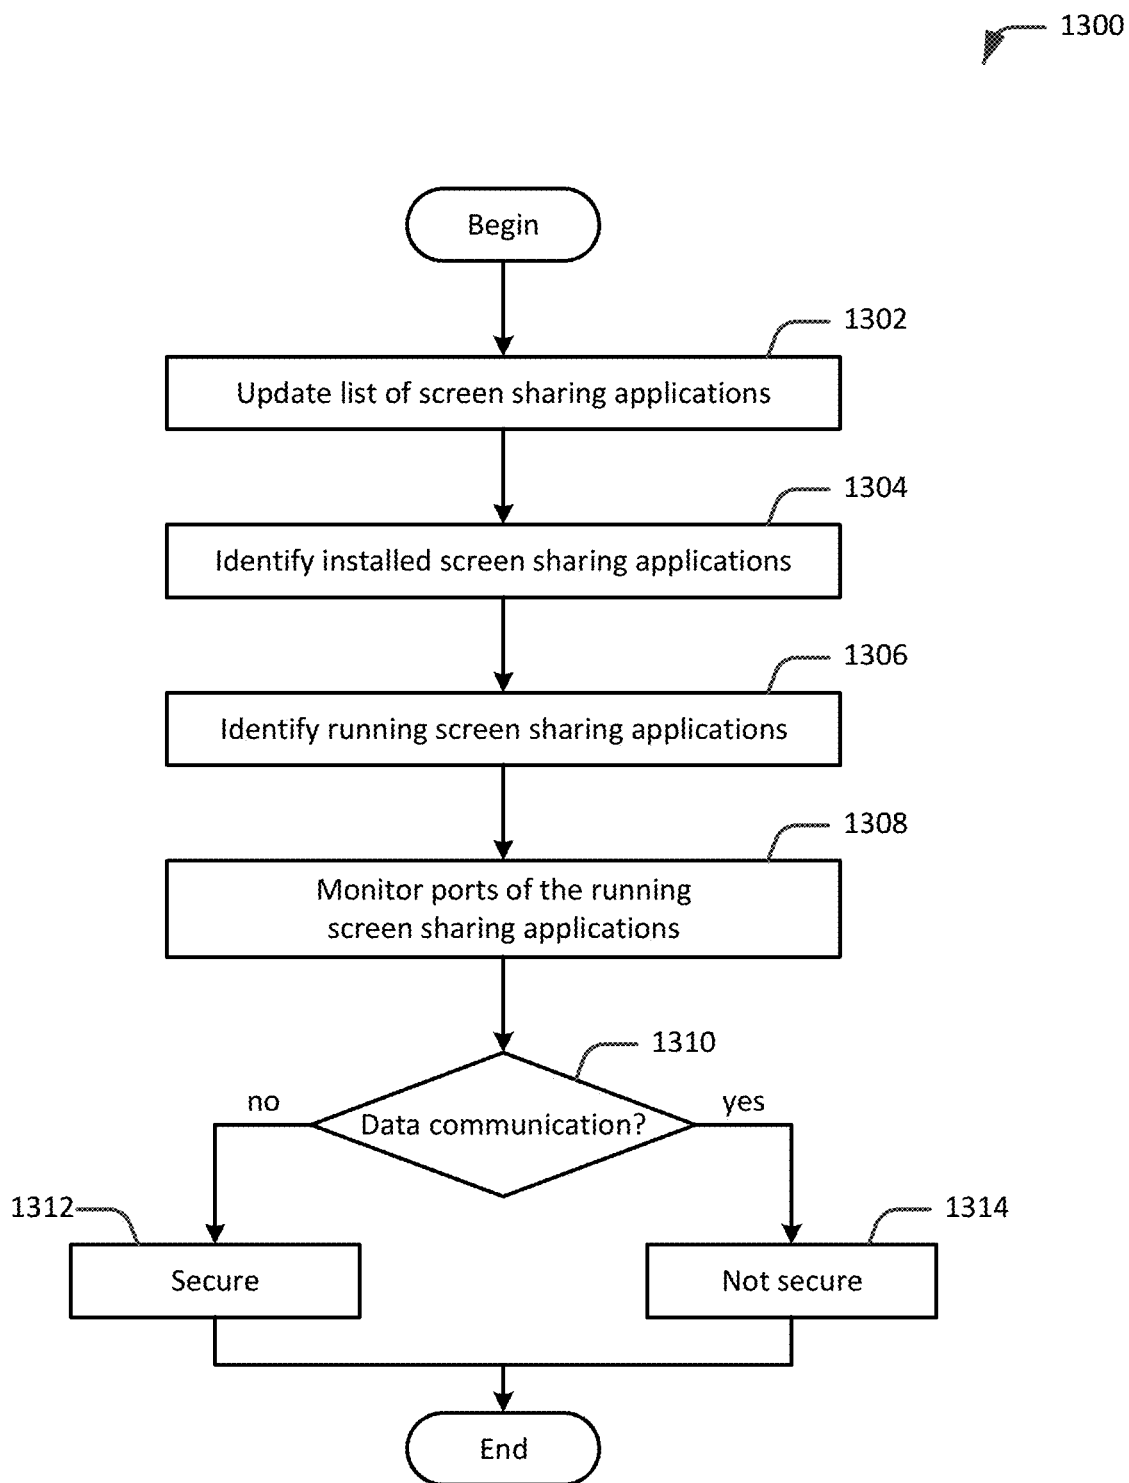 1300
Begin
1302
Update list of screen sharing applications
1304
Identify installed screen sharing applications
1306
Identify running screen sharing applications
1308
Monitor ports of the running
screen sharing applications
1310
no
Data communication?
yes
1312
1314
Secure
Not secure
End